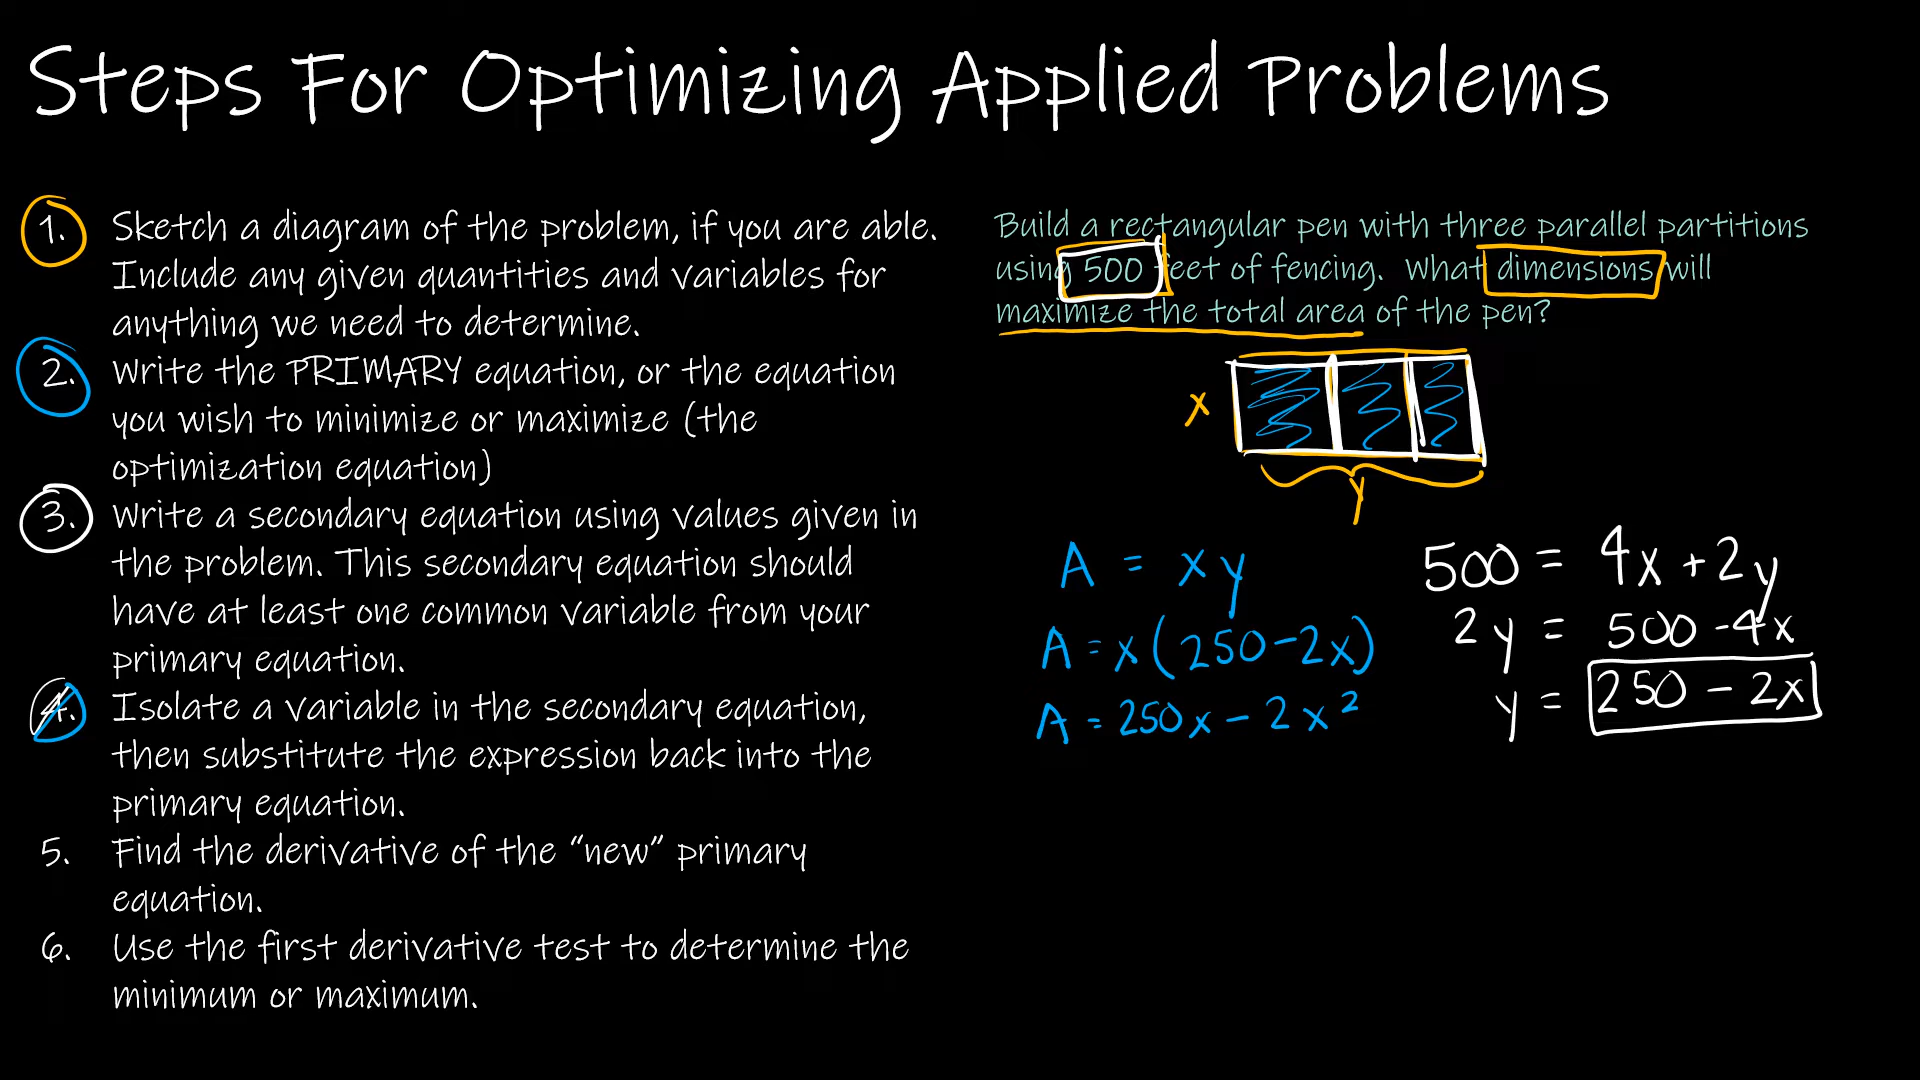 Steps For Optimizing Applied Problems
1. Sketch a diagram of the problem, if you are able.
Include any given quantities and variables for
anything we need to determine.
2. Write the PRIMARY equation, or the equation
you wish to minimize or maximize (the
optimization equation)
3. Write a secondary equation using values given in
the problem. This secondary equation should
have at least one common variable from your
primary equation.
4. Isolate a variable in the secondary equation,
then substitute the expression back into the
primary equation.
5. Find the derivative of the “new” primary
equation.
6. Use the first derivative test to determine the
minimum or maximum.
Build a rectangular pen with three parallel partitions
using 500 feet of fencing. What dimensions will
maximize the total area of the pen?
x
y
A = xy
A = x(250-2x)
A = 250x - 2x²
500 = 4x + 2y
2y = 500 - 4x
y = 250 - 2x